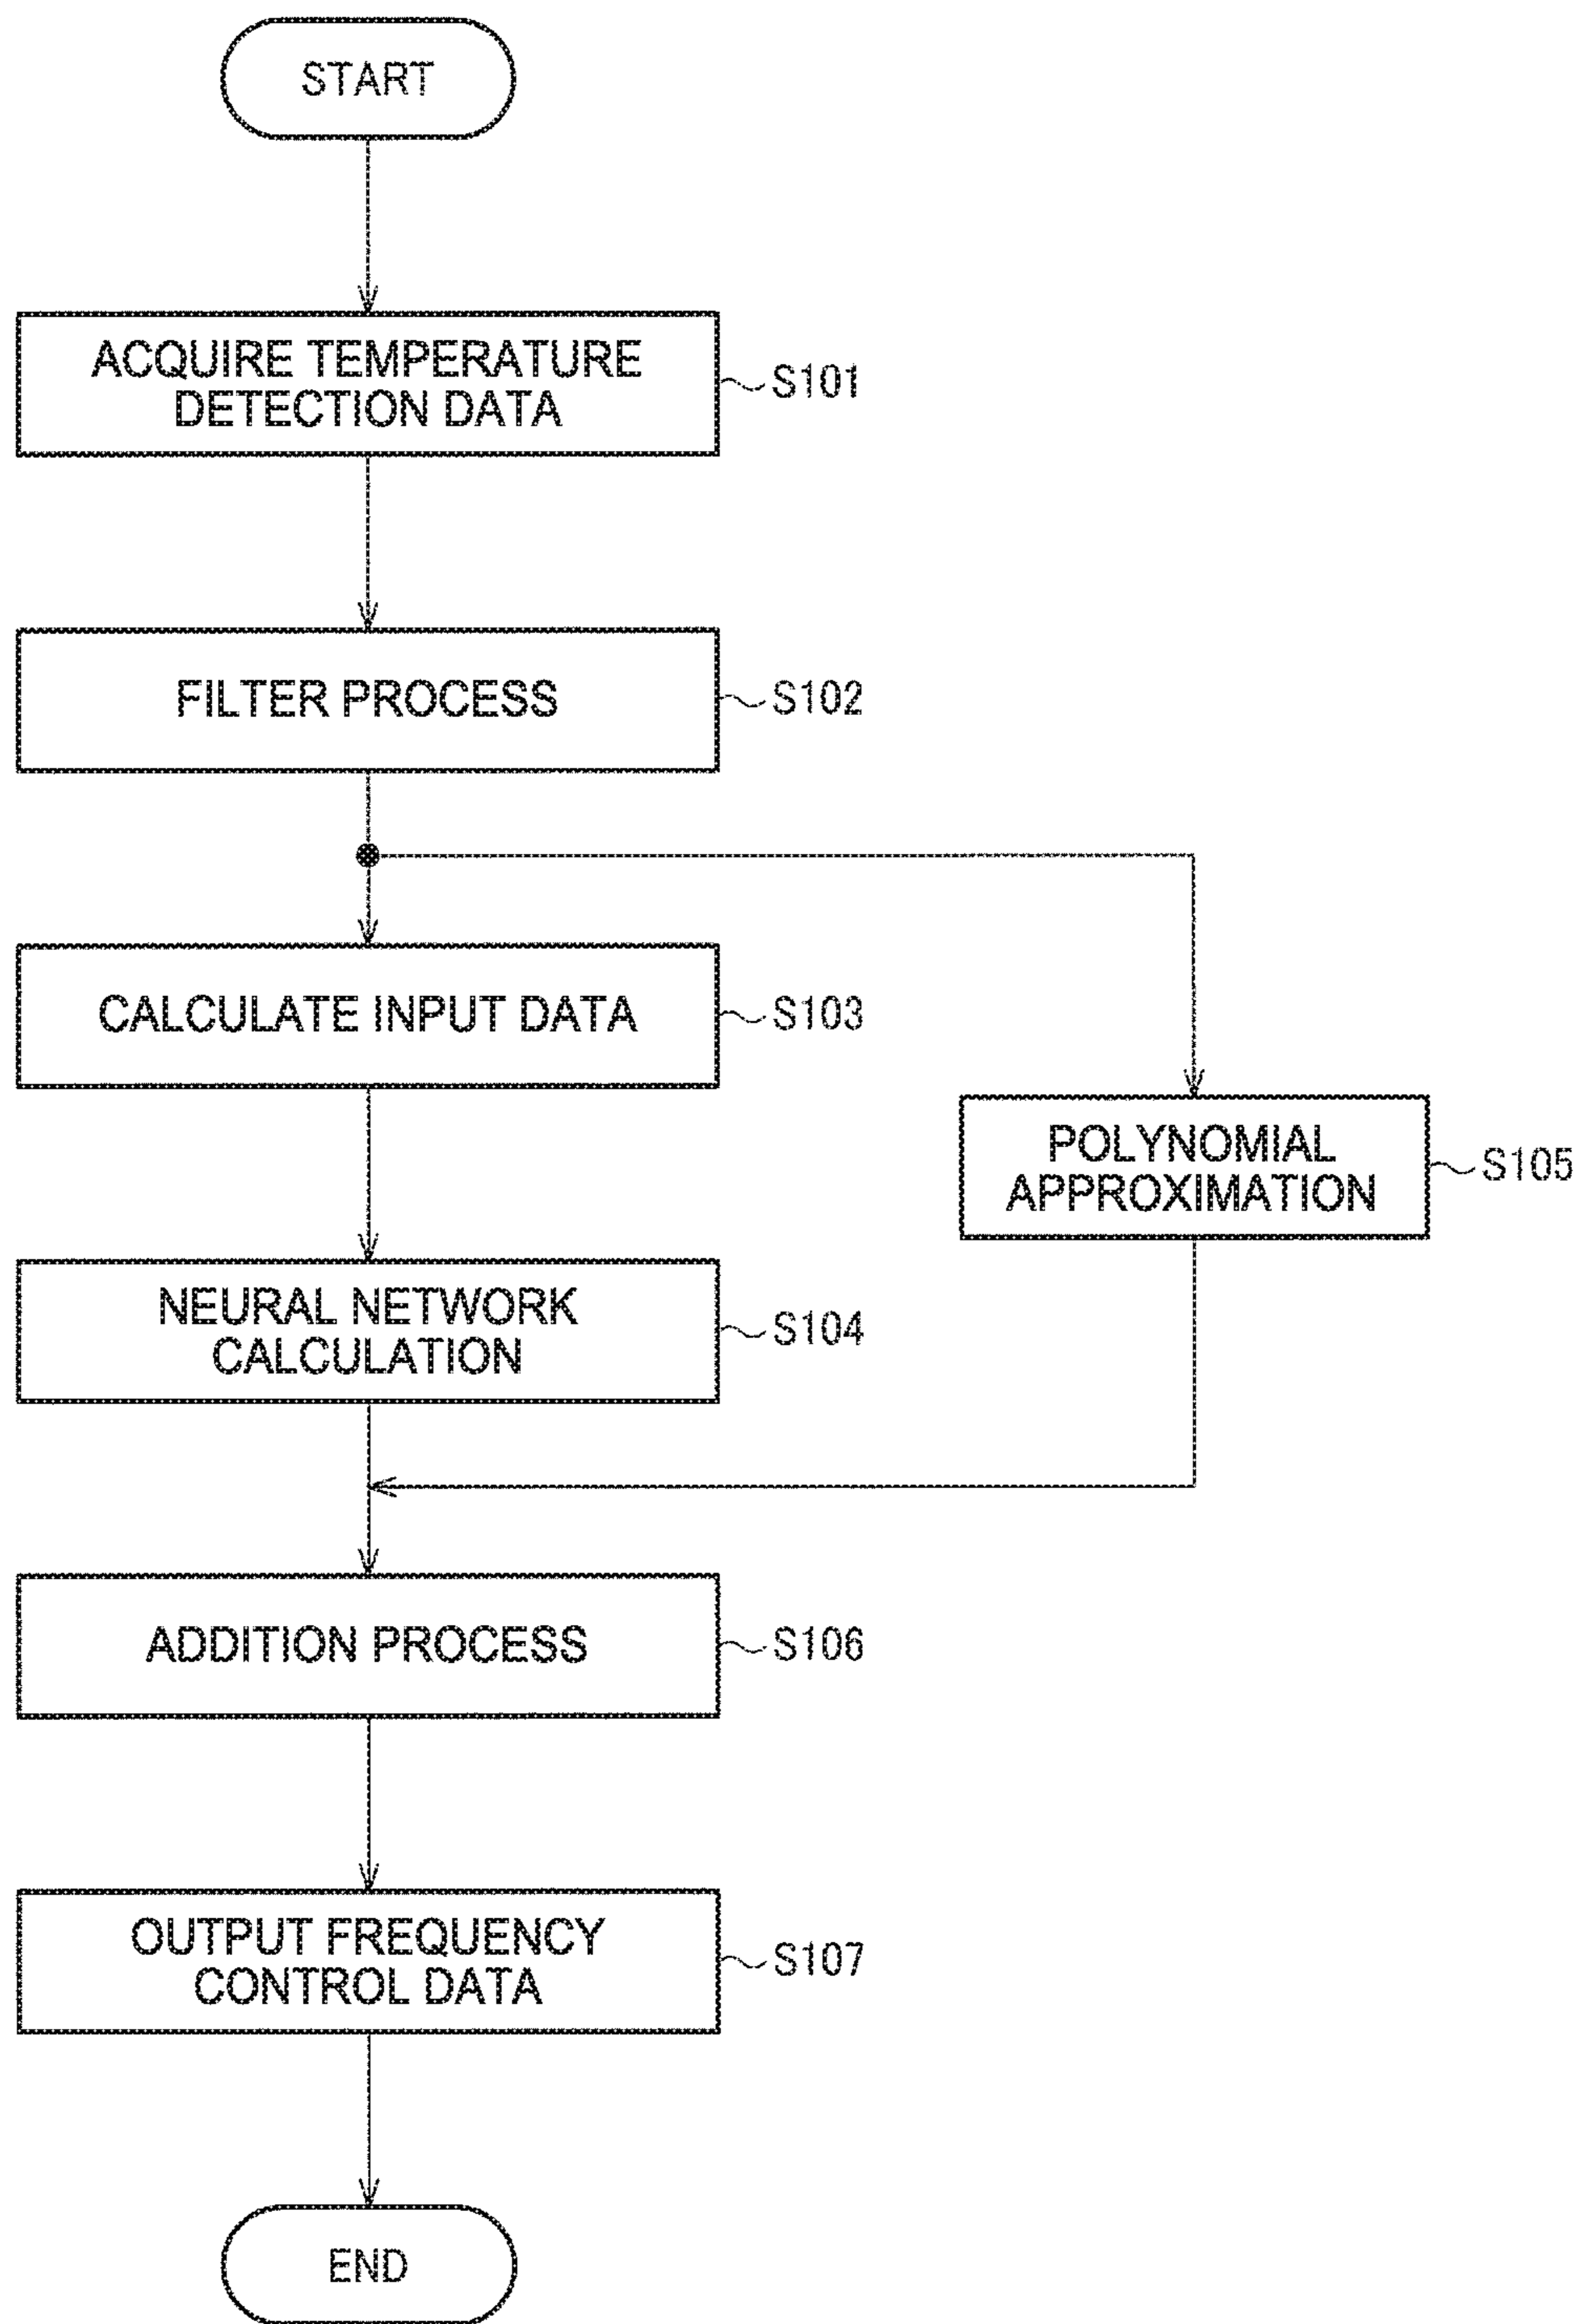 START
ACQUIRE TEMPERATURE
DETECTION DATA
S101
FILTER PROCESS
S102
CALCULATE INPUT DATA
S103
POLYNOMIAL
APPROXIMATION
S105
NEURAL NETWORK
CALCULATION
S104
ADDITION PROCESS
S106
OUTPUT FREQUENCY
CONTROL DATA
S107
END